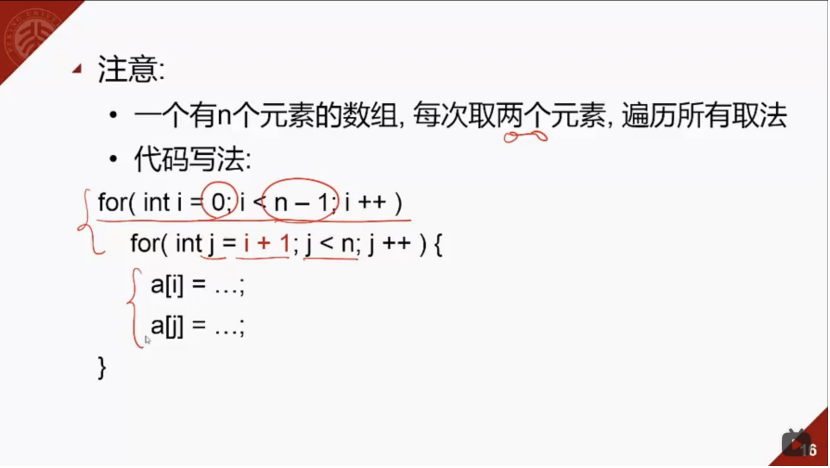 注意:
• 一个有n个元素的数组, 每次取两个元素, 遍历所有取法
• 代码写法:
for( int i = 0; i < n – 1; i ++ )
for( int j = i + 1; j < n; j ++ ) {
a[i] = …;
a[j] = …;
}
16